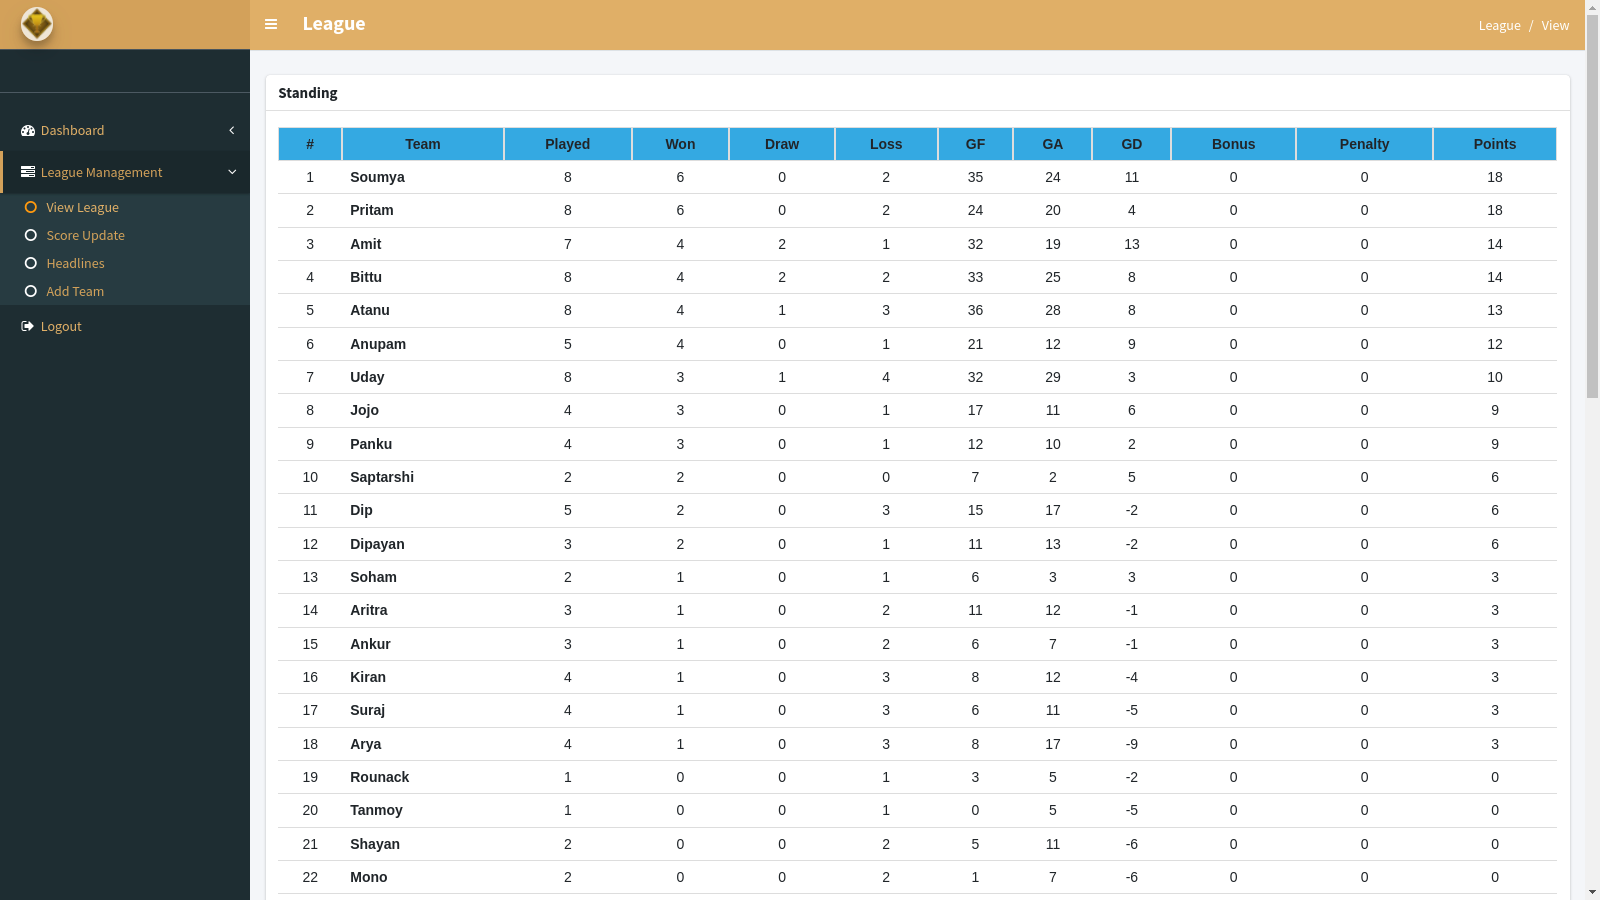 League
League / View
Dashboard
League Management
View League
Score Update
Headlines
Add Team
Logout
Standing
# Team Played Won Draw Loss GF GA GD Bonus Penalty Points
1 Soumya 8 6 0 2 35 24 11 0 0 18
2 Pritam 8 6 0 2 24 20 4 0 0 18
3 Amit 7 4 2 1 32 19 13 0 0 14
4 Bittu 8 4 2 2 33 25 8 0 0 14
5 Atanu 8 4 1 3 36 28 8 0 0 13
6 Anupam 5 4 0 1 21 12 9 0 0 12
7 Uday 8 3 1 4 32 29 3 0 0 10
8 Jojo 4 3 0 1 17 11 6 0 0 9
9 Panku 4 3 0 1 12 10 2 0 0 9
10 Saptarshi 2 2 0 0 7 2 5 0 0 6
11 Dip 5 2 0 3 15 17 -2 0 0 6
12 Dipayan 3 2 0 1 11 13 -2 0 0 6
13 Soham 2 1 0 1 6 3 3 0 0 3
14 Aritra 3 1 0 2 11 12 -1 0 0 3
15 Ankur 3 1 0 2 6 7 -1 0 0 3
16 Kiran 4 1 0 3 8 12 -4 0 0 3
17 Suraj 4 1 0 3 6 11 -5 0 0 3
18 Arya 4 1 0 3 8 17 -9 0 0 3
19 Rounack 1 0 0 1 3 5 -2 0 0 0
20 Tanmoy 1 0 0 1 0 5 -5 0 0 0
21 Shayan 2 0 0 2 5 11 -6 0 0 0
22 Mono 2 0 0 2 1 7 -6 0 0 0